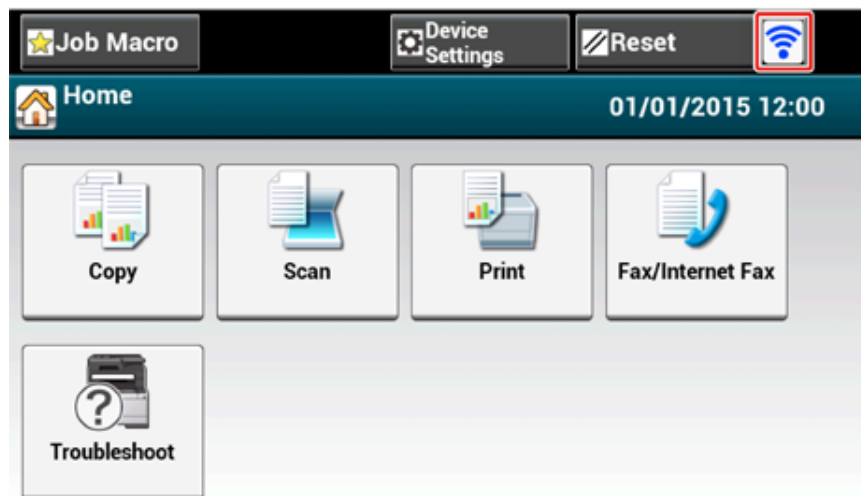 Job Macro
Device
Settings
Reset
Home
01/01/2015 12:00
Copy
Scan
Print
Fax/Internet Fax
Troubleshoot